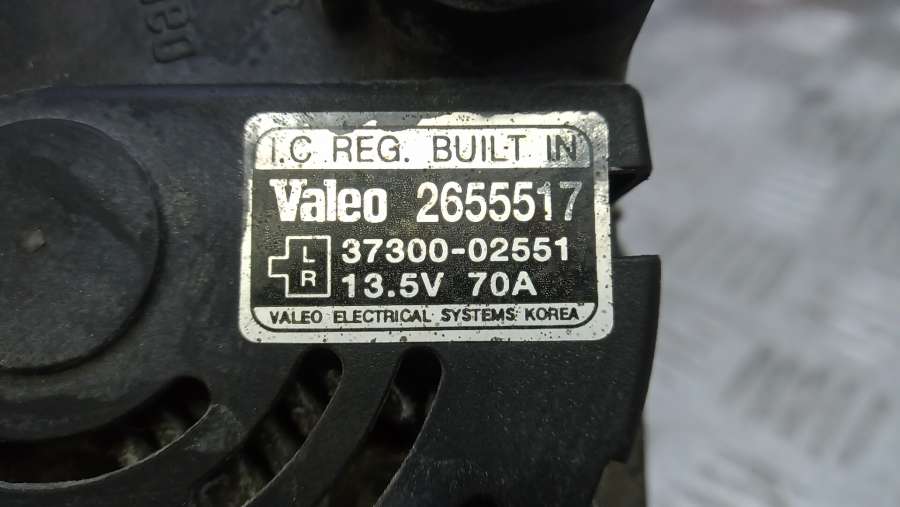 I.C REG. BUILT IN
Valeo 2655517
L
R
37300-02551
13.5V 70A
VALEO ELECTRICAL SYSTEMS KOREA